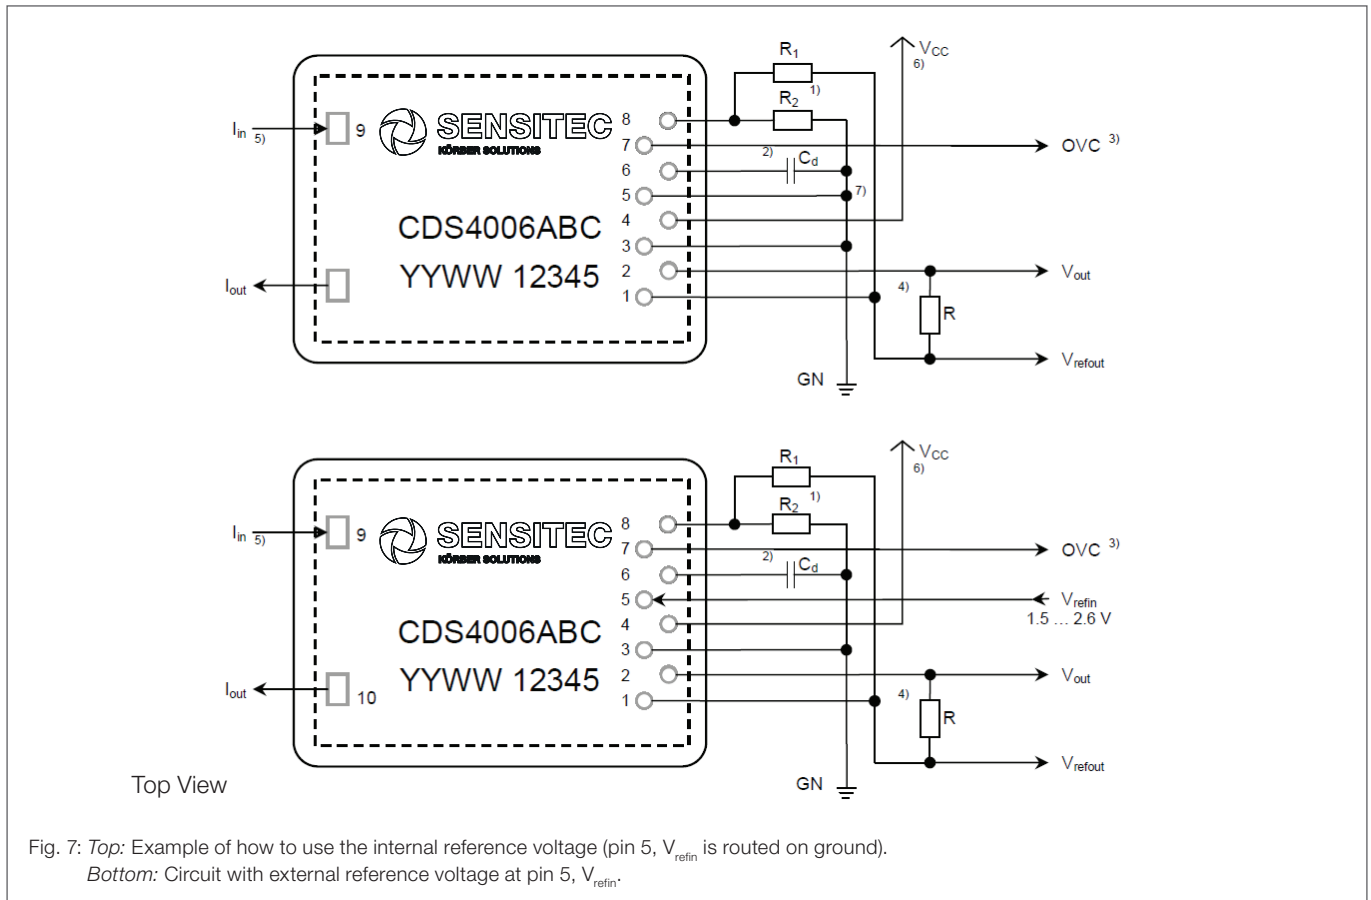 R1
VCC
6)
1)
Iin 5)
9
SENSITEC
KÖRBER SOLUTIONS
8
R2
7
OVC 3)
6
2) Cd
5
7)
CDS4006ABC
4
3
YYWW 12345
2
Vout
Iout
1
4)
R
Vrefout
GN
R1
VCC
6)
1)
Iin 5)
9
SENSITEC
KÖRBER SOLUTIONS
8
R2
7
OVC 3)
6
2) Cd
5
Vrefin
1.5 ... 2.6 V
CDS4006ABC
4
3
YYWW 12345
2
Vout
Iout
10
1
4)
R
Vrefout
GN
Top View
Fig. 7: Top: Example of how to use the internal reference voltage (pin 5, Vrefin is routed on ground).
Bottom: Circuit with external reference voltage at pin 5, Vrefin.